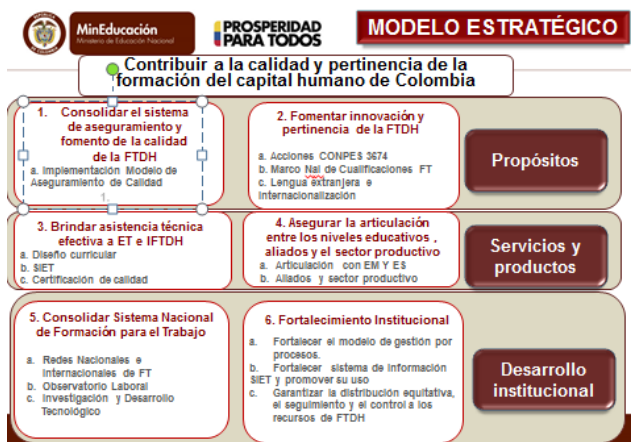 MinEducación
Ministerio de Educación Nacional
PROSPERIDAD
PARA TODOS
MODELO ESTRATÉGICO
Contribuir a la calidad y pertinencia de la
formación del capital humano de Colombia
1. Consolidar el sistema
de aseguramiento y
fomento de la calidad
de la FTDH
a. Implementación Modelo de
Aseguramiento de Calidad
1.
2. Fomentar innovación y
pertinencia de la FTDH
a. Acciones CONPES 3674
b. Marco Nal de Cualificaciones FT
c. Lengua extranjera e
Internacionalización
Propósitos
3. Brindar asistencia técnica
efectiva a ET e IFTDH
a. Diseño curricular
b. SIET
c. Certificación de calidad
4. Asegurar la articulación
entre los niveles educativos ,
aliados y el sector productivo
a. Articulación con EM Y ES
b. Aliados y sector productivo
Servicios y
productos
5. Consolidar Sistema Nacional
de Formación para el Trabajo
a. Redes Nacionales e
Internacionales de FT
b. Observatorio Laboral
c. Investigación y Desarrollo
Tecnológico
6. Fortalecimiento Institucional
a. Fortalecer el modelo de gestión por
procesos.
b. Fortalecer sistema de información
SIET y promover su uso
c. Garantizar la distribución equitativa,
el seguimiento y el control a los
recursos de FTDH
Desarrollo
institucional